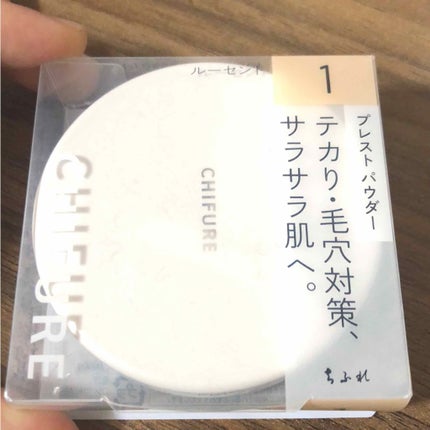 1
ルーセント
プレスト パウダー
テカリ・毛穴対策、
サラサラ肌へ。
ちふれ
CHIFURE
CHIFURE